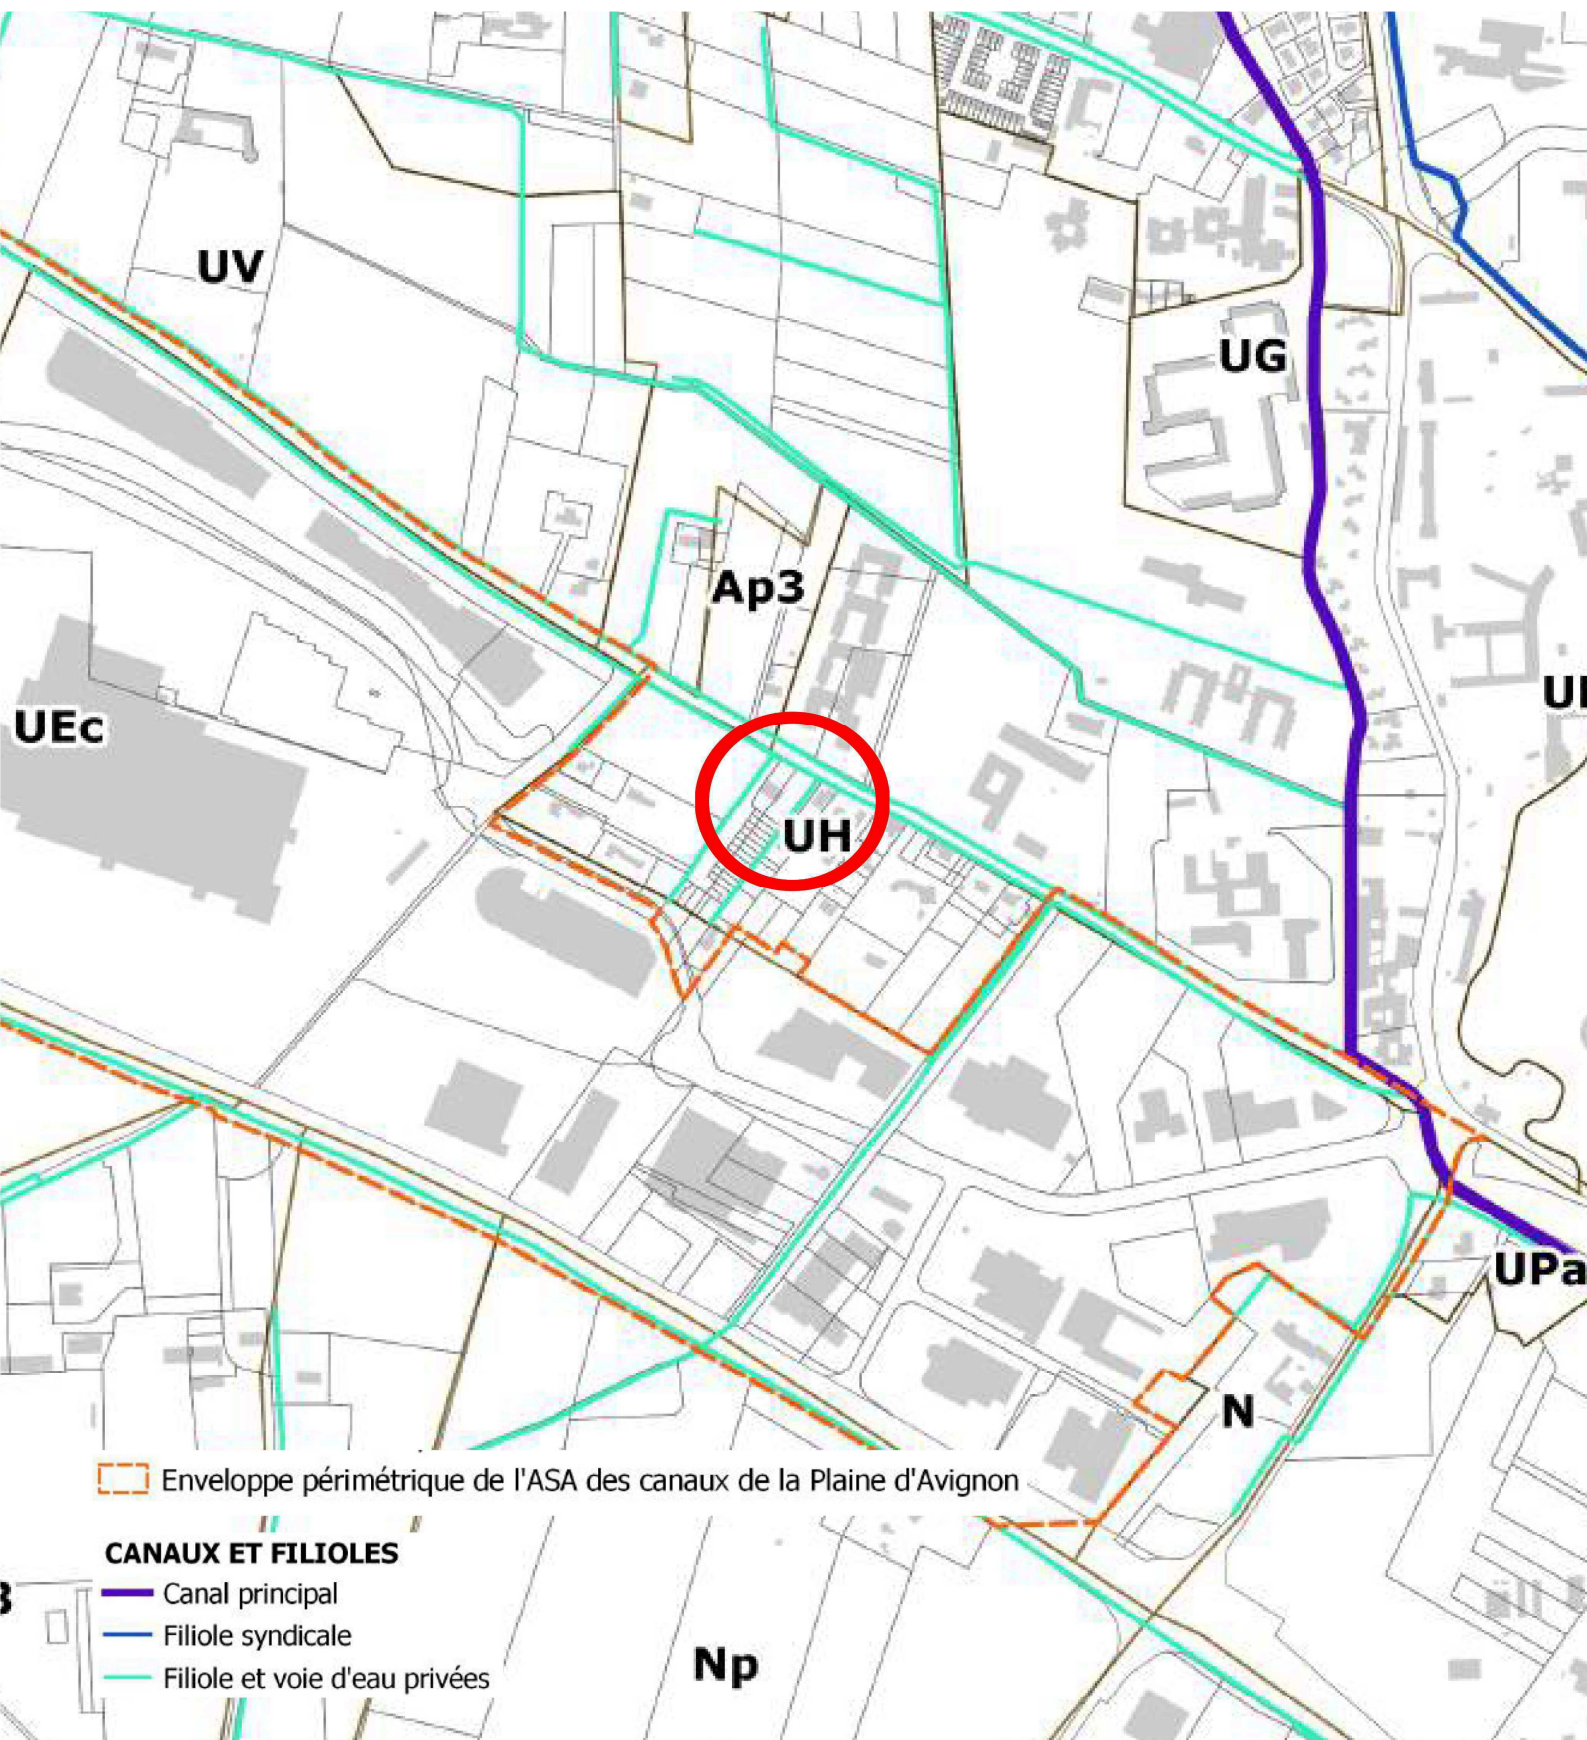 UV
UG
Ap3
UEc
UH
UPa
N
Enveloppe périmétrique de l'ASA des canaux de la Plaine d'Avignon
CANAUX ET FILIOLES
Canal principal
Filiole syndicale
Filiole et voie d'eau privées
Np